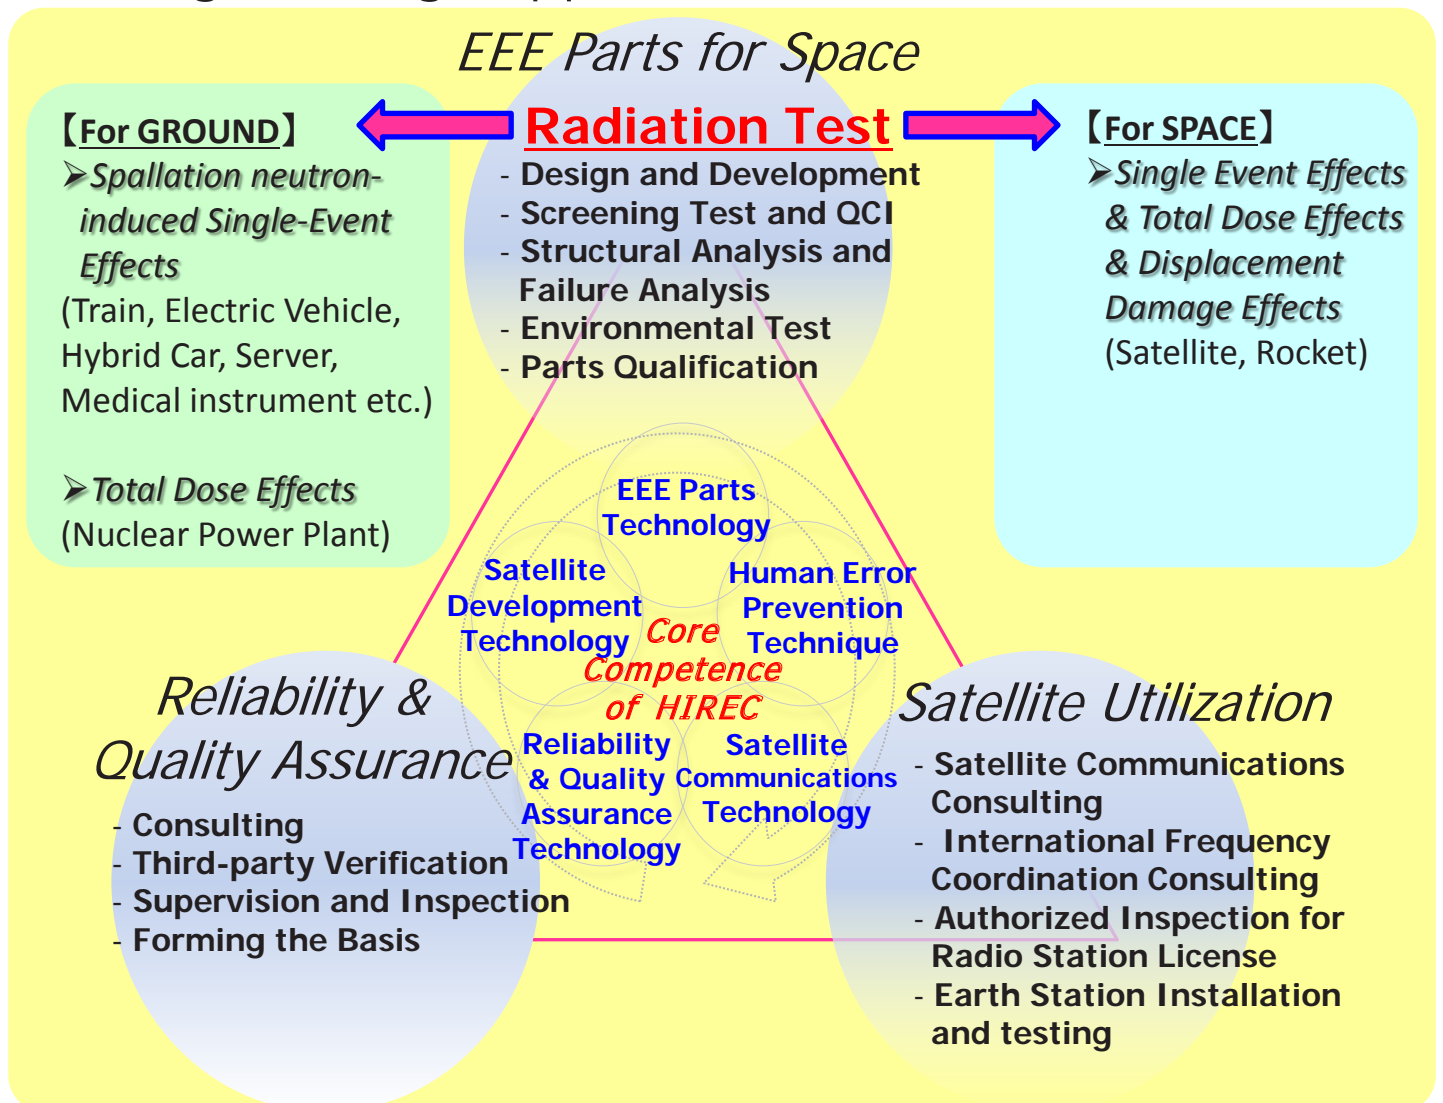 EEE Parts for Space
Radiation Test
- Design and Development
- Screening Test and QCI
- Structural Analysis and
Failure Analysis
- Environmental Test
- Parts Qualification
【For GROUND】
➢Spallation neutron-
induced Single-Event
Effects
(Train, Electric Vehicle,
Hybrid Car, Server,
Medical instrument etc.)
➢Total Dose Effects
(Nuclear Power Plant)
【For SPACE】
➢Single Event Effects
& Total Dose Effects
& Displacement
Damage Effects
(Satellite, Rocket)
EEE Parts
Technology
Satellite
Development
Technology
Human Error
Prevention
Technique
Core
Competence
of HIREC
Reliability
& Quality
Assurance
Technology
Satellite
Communications
Technology
Reliability &
Quality Assurance
- Consulting
- Third-party Verification
- Supervision and Inspection
- Forming the Basis
Satellite Utilization
- Satellite Communications
Consulting
- International Frequency
Coordination Consulting
- Authorized Inspection for
Radio Station License
- Earth Station Installation
and testing